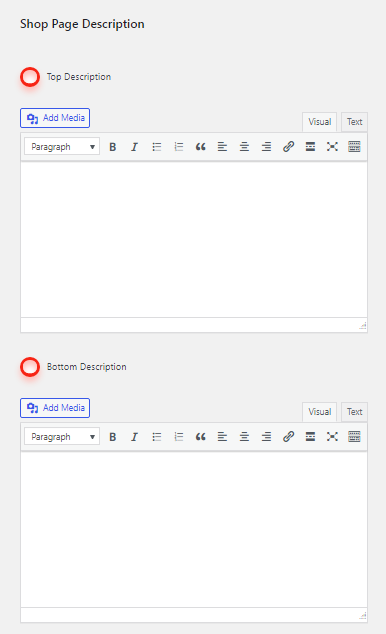 Shop Page Description
Top Description
Add Media
Visual Text
Paragraph B I
Bottom Description
Add Media
Visual Text
Paragraph B I